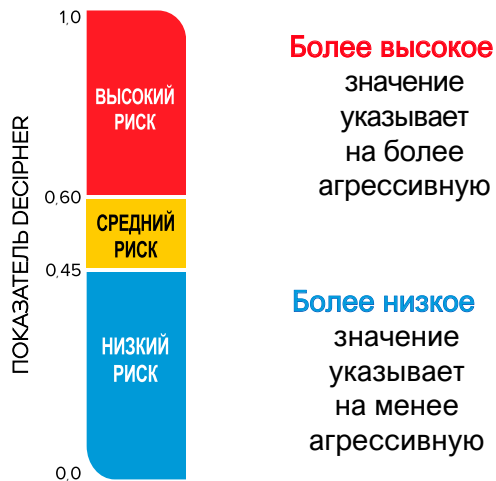 ПОКАЗАТЕЛЬ DECIPHER
1,0
ВЫСОКИЙ
РИСК
0,60
СРЕДНИЙ
РИСК
0,45
НИЗКИЙ
РИСК
0,0
Более высокое
значение
указывает
на более
агрессивную
Более низкое
значение
указывает
на менее
агрессивную